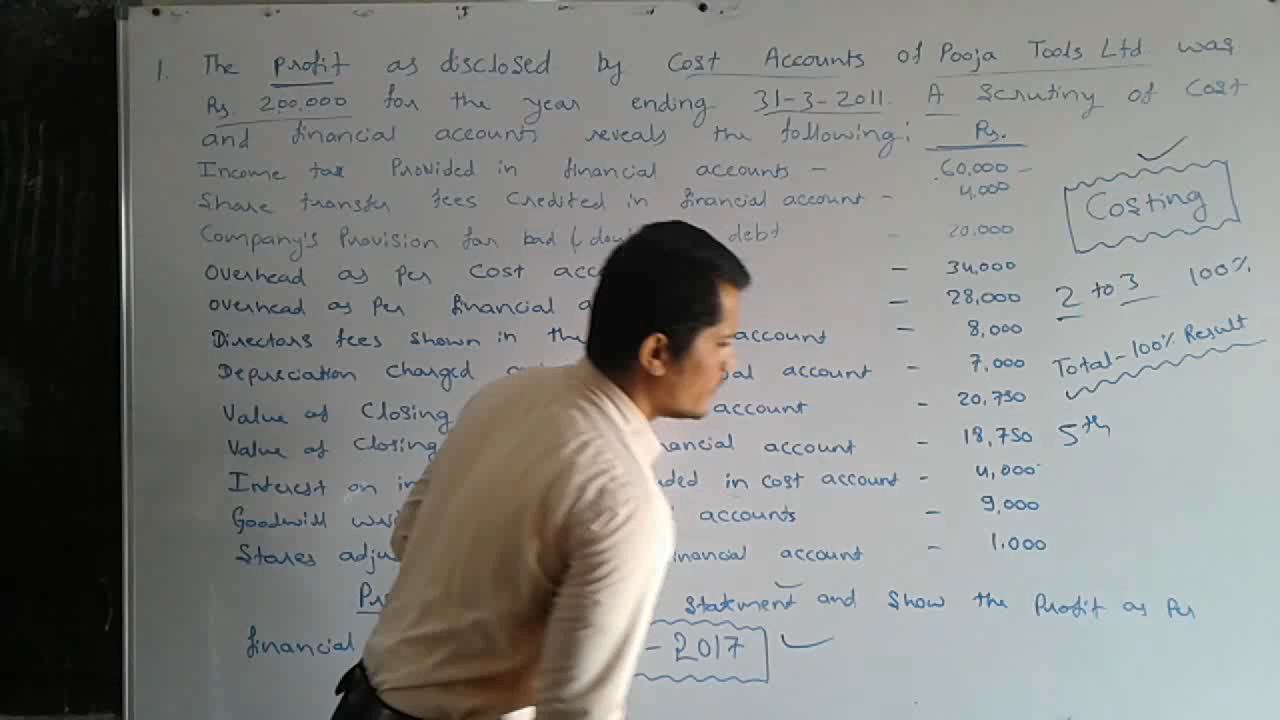 1. The Profit as disclosed by Cost Accounts of Pooja Tools Ltd was
Rs 200,000 for the year ending 31-3-2011. A Scrutiny of Cost
and financial accounts reveals the following: Rs.
Income tax Provided in financial accounts - 60,000 -
Share transfer fees Credited in financial account - 4,000
Company's Provision for bad & debt - 20,000
Overhead as per Cost - 34,000
overhead as per financial - 28,000
Directors fees shown in the account - 8,000
Depreciation charged account - 7,000
Value of Closing account - 20,750
Value of Closing account - 18,750
Interest on in cost account - 4,000
Goodwill accounts - 9,000
Stores account - 1,000
Statment and Show the Profit as Per
financial - 2017
Costing
2 to 3 100%
Total - 100% Result
5th